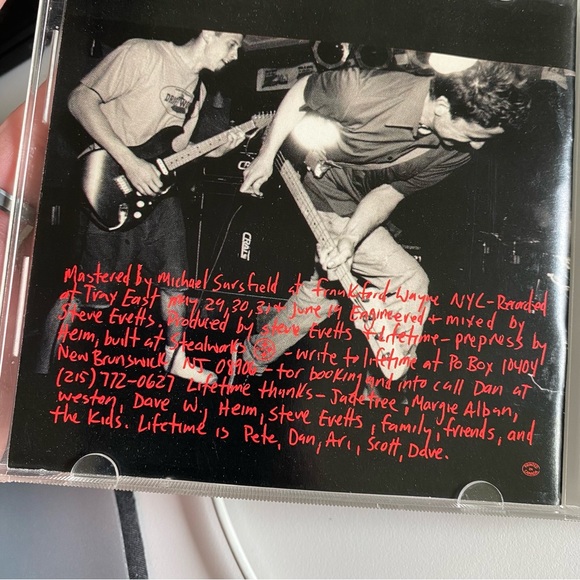 CRATE
Mastered by Michael Sarsfield at Frankford Wayne NYC - Recorded
at Trax East may 29, 30, 31 + June 19 Engineered + mixed by
Steve Evetts. Produced by Steve Evetts + Lifetime - prepress by
Heim, built at Stealworks - write to lifetime at PO Box 10404
New Brunswick NJ 08906 - for booking and info call Dan at
(215) 772-0627 Lifetime thanks - JadeTree, Margie Alban,
Weston, Dave W., Heim, Steve Evetts, family, friends, and
the Kids. Lifetime is Pete, Dan, Ari, Scott, Dave.